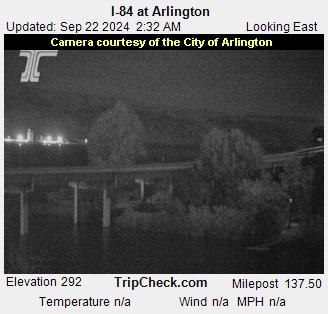 I-84 at Arlington
Updated: Sep 22 2024 2:32 AM Looking East
Camera courtesy of the City of Arlington
Elevation 292 TripCheck.com Milepost 137.50
Temperature n/a Wind n/a MPH n/a